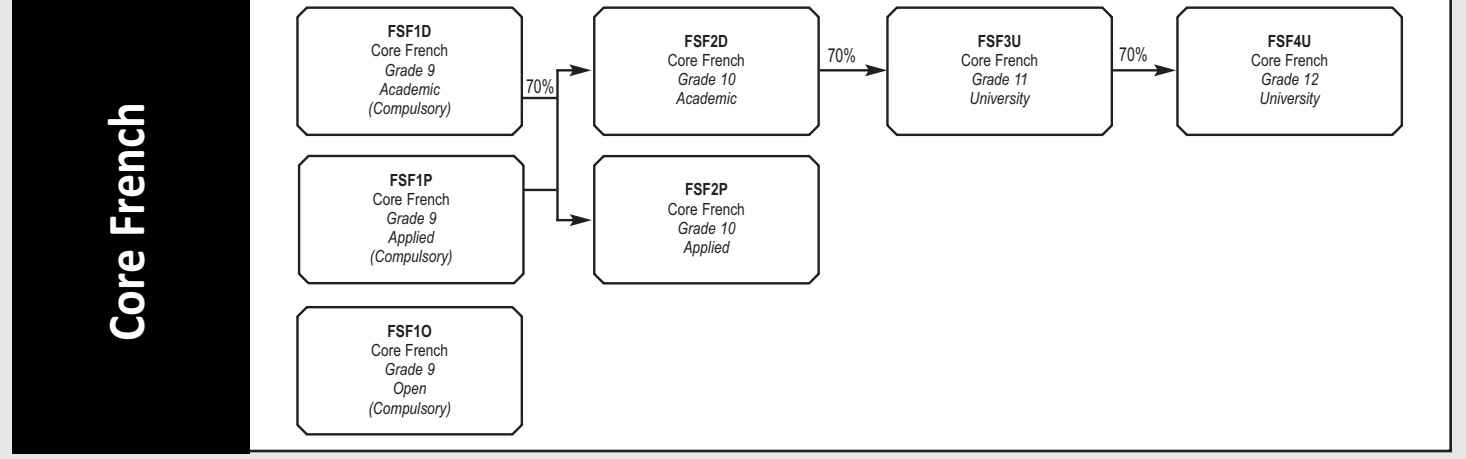 Core French
FSF1D
Core French
Grade 9
Academic
(Compulsory)
70%
FSF2D
Core French
Grade 10
Academic
70%
FSF3U
Core French
Grade 11
University
70%
FSF4U
Core French
Grade 12
University
FSF1P
Core French
Grade 9
Applied
(Compulsory)
FSF2P
Core French
Grade 10
Applied
FSF1O
Core French
Grade 9
Open
(Compulsory)